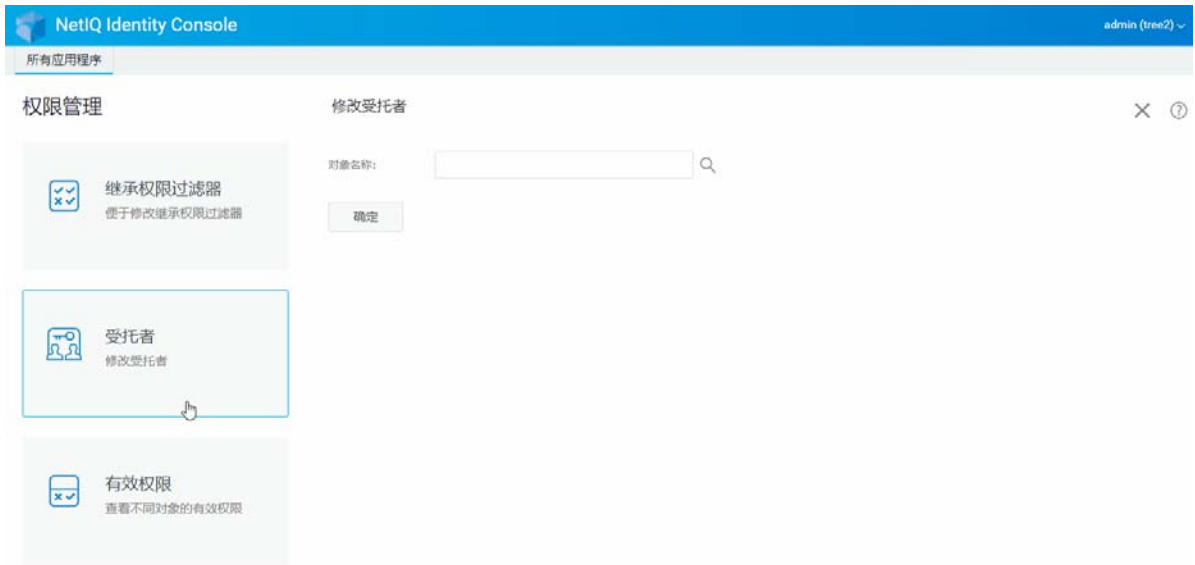 NetIQ Identity Console
admin (tree2)
所有应用程序
权限管理
继承权限过滤器
便于修改继承权限过滤器
受托者
修改受托者
有效权限
查看不同对象的有效权限
修改受托者
对象名称:
确定